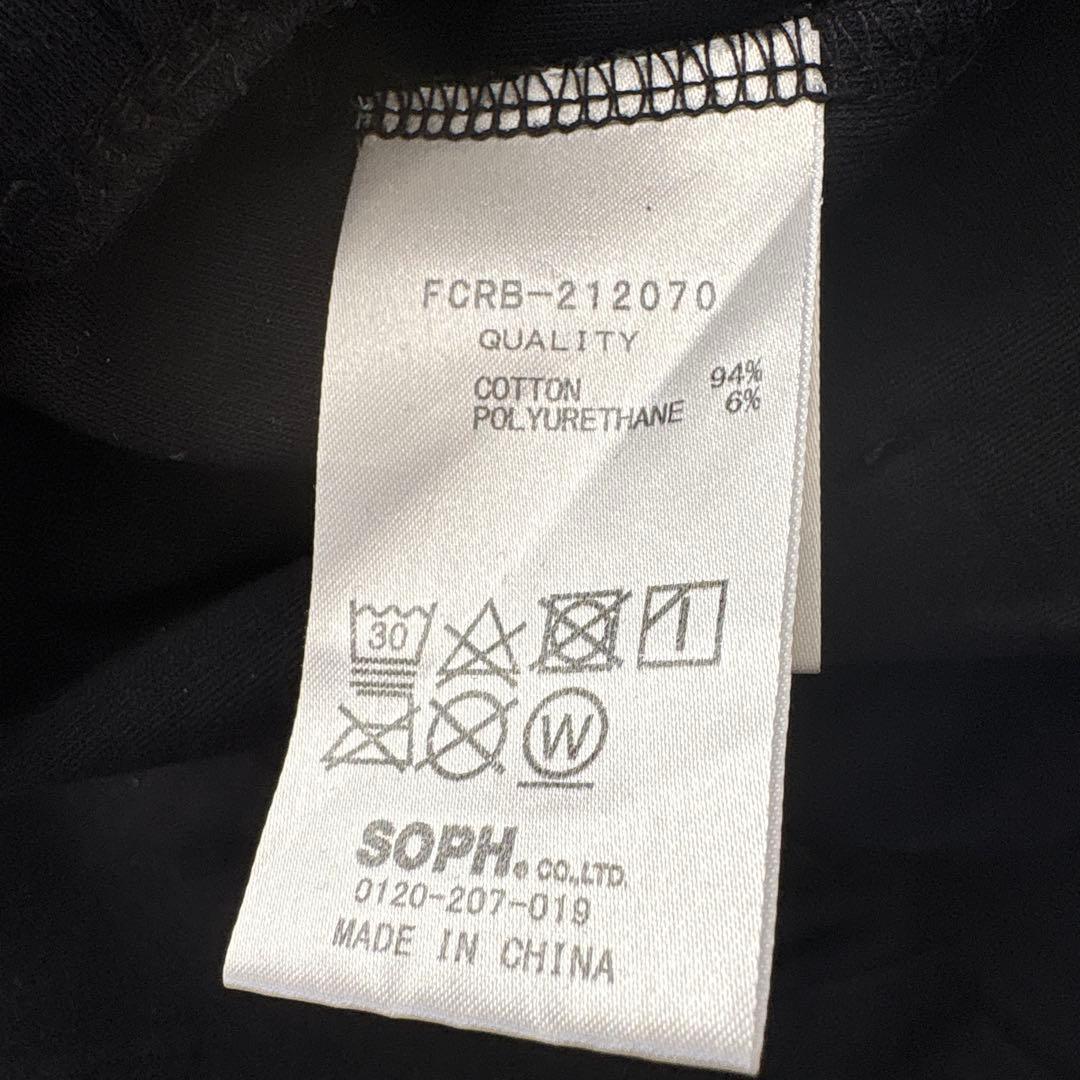 FCRB-212070
QUALITY
COTTON 94%
POLYURETHANE 6%
30
W
SOPH.® CO.,LTD.
0120-207-019
MADE IN CHINA